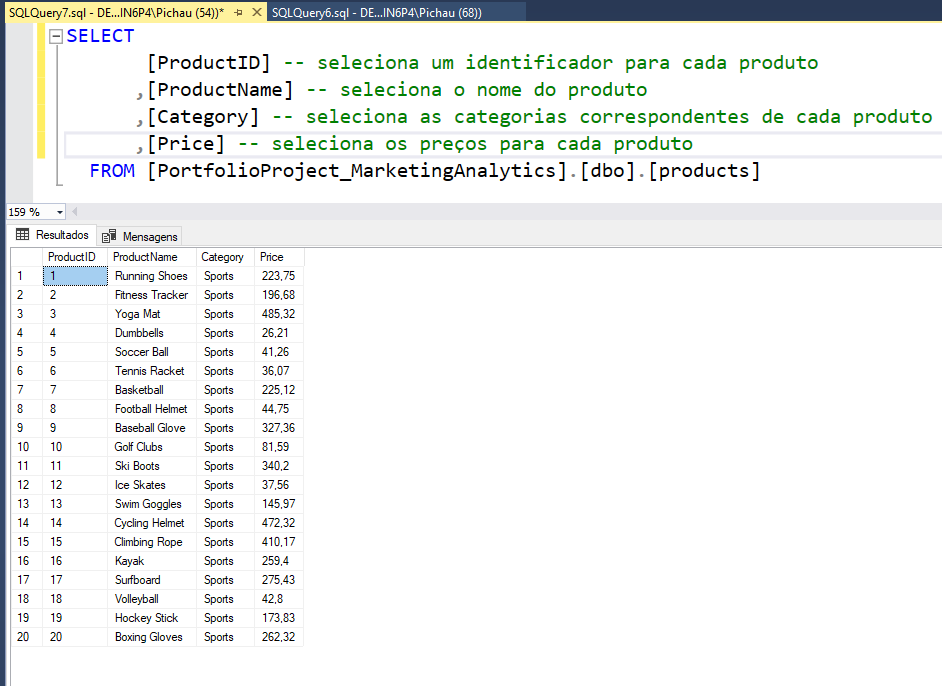 SQLQuery7.sql - DE...IN6P4\Pichau (54))* SQLQuery6.sql - DE...IN6P4\Pichau (68))
SELECT
[ProductID] -- seleciona um identificador para cada produto
,[ProductName] -- seleciona o nome do produto
,[Category] -- seleciona as categorias correspondentes de cada produto
,[Price] -- seleciona os preços para cada produto
FROM [PortfolioProject_MarketingAnalytics].[dbo].[products]
159 %
Resultados Mensagens
ProductID ProductName Category Price
1 1 Running Shoes Sports 223,75
2 2 Fitness Tracker Sports 196,68
3 3 Yoga Mat Sports 485,32
4 4 Dumbbells Sports 26,21
5 5 Soccer Ball Sports 41,26
6 6 Tennis Racket Sports 36,07
7 7 Basketball Sports 225,12
8 8 Football Helmet Sports 44,75
9 9 Baseball Glove Sports 327,36
10 10 Golf Clubs Sports 81,59
11 11 Ski Boots Sports 340,2
12 12 Ice Skates Sports 37,56
13 13 Swim Goggles Sports 145,97
14 14 Cycling Helmet Sports 472,32
15 15 Climbing Rope Sports 410,17
16 16 Kayak Sports 259,4
17 17 Surfboard Sports 275,43
18 18 Volleyball Sports 42,8
19 19 Hockey Stick Sports 173,83
20 20 Boxing Gloves Sports 262,32